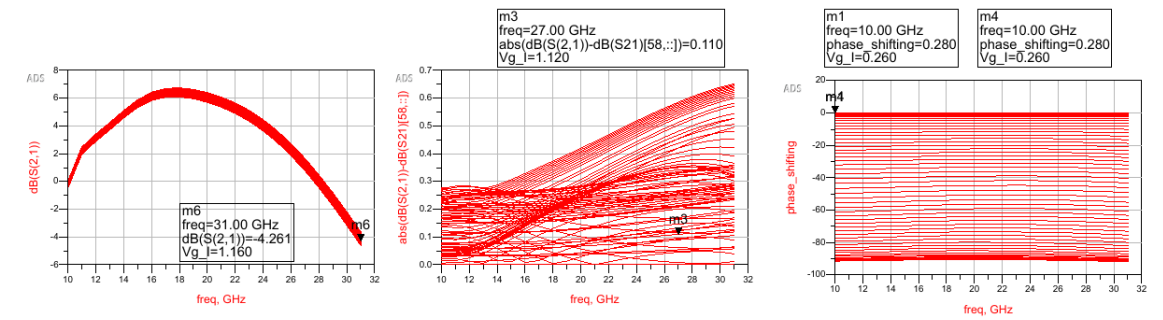 m3
freq=27.00 GHz
abs(dB(S(2,1))-dB(S21)[58,::])=0.110
Vg_I=1.120
m1
freq=10.00 GHz
phase_shifting=0.280
Vg_I=0.260
m4
freq=10.00 GHz
phase_shifting=0.280
Vg_I=0.260
ADS
dB(S(2,1))
8
6
4
2
0
-2
-4
-6
m6
freq=31.00 GHz
dB(S(2,1))=-4.261
Vg_I=1.160
m6
10 12 14 16 18 20 22 24 26 28 30 32
freq, GHz
ADS
abs(dB(S(2,1))-dB(S21)[58,::])
0.7
0.6
0.5
0.4
0.3
0.2
0.1
0.0
m3
10 12 14 16 18 20 22 24 26 28 30 32
freq, GHz
ADS
phase_shifting
20
0
-20
-40
-60
-80
-100
m4
10 12 14 16 18 20 22 24 26 28 30 32
freq, GHz